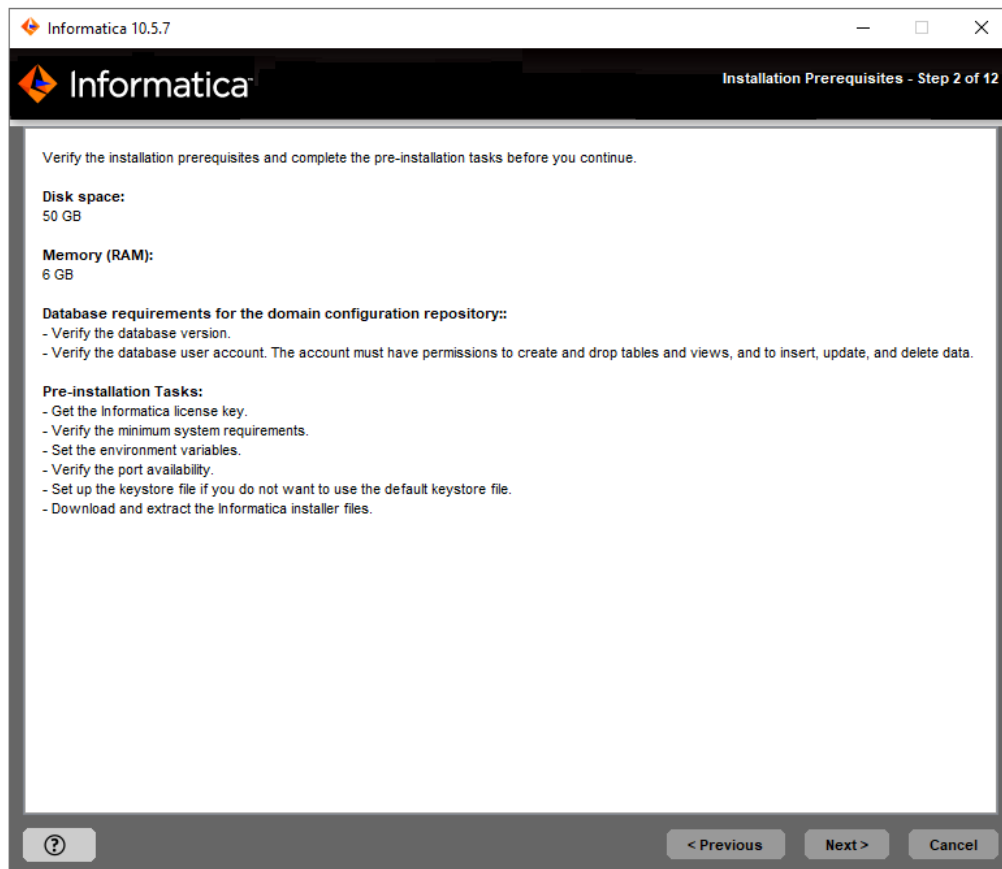 Informatica 10.5.7
Informatica
Installation Prerequisites - Step 2 of 12
Verify the installation prerequisites and complete the pre-installation tasks before you continue.
Disk space:
50 GB
Memory (RAM):
6 GB
Database requirements for the domain configuration repository::
- Verify the database version.
- Verify the database user account. The account must have permissions to create and drop tables and views, and to insert, update, and delete data.
Pre-installation Tasks:
- Get the Informatica license key.
- Verify the minimum system requirements.
- Set the environment variables.
- Verify the port availability.
- Set up the keystore file if you do not want to use the default keystore file.
- Download and extract the Informatica installer files.
?
< Previous
Next >
Cancel